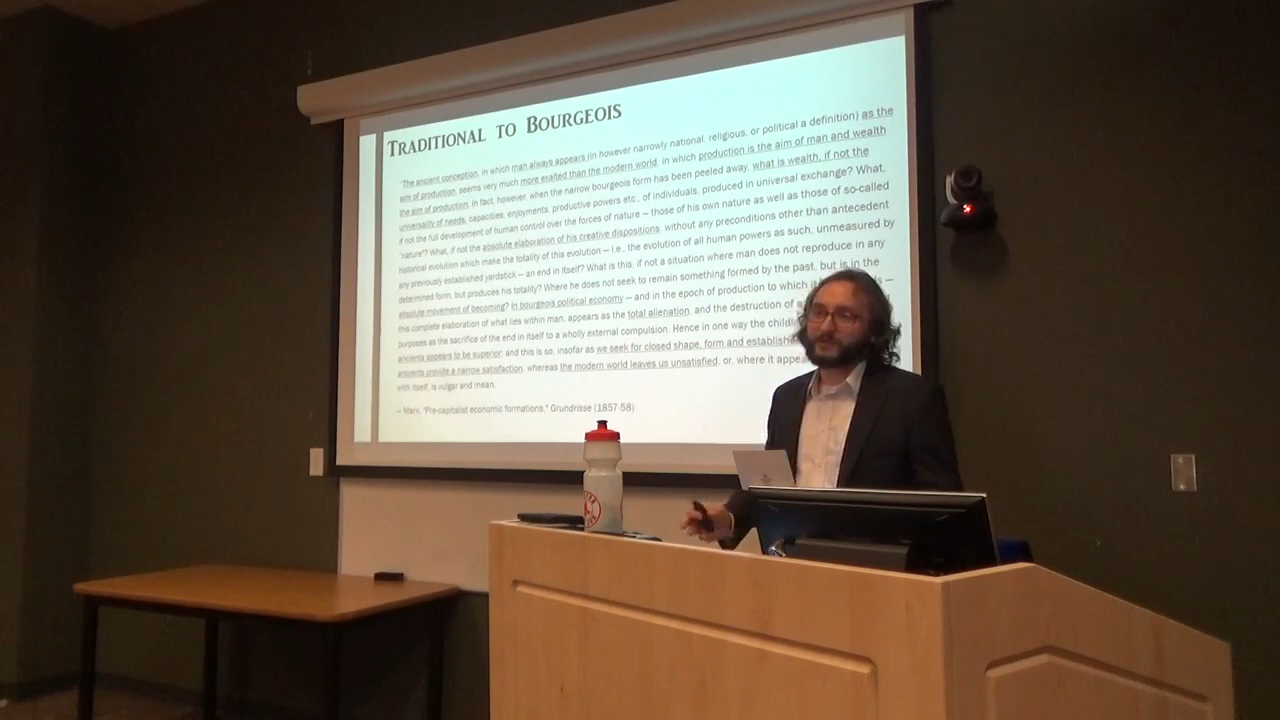 TRADITIONAL TO BOURGEOIS
"The ancient conception, in which man always appears (in however narrowly national, religious, or political a definition) as the
aim of production, seems very much more exalted than the modern world, in which production is the aim of man and wealth
the aim of production. In fact, however, when the narrow bourgeois form has been peeled away, what is wealth, if not the
universality of needs, capacities, enjoyments, productive powers etc., of individuals, produced in universal exchange? What,
if not the full development of human control over the forces of nature — those of his own nature as well as those of so-called
"nature"? What, if not the absolute elaboration of his creative dispositions, without any preconditions other than antecedent
historical evolution which make the totality of this evolution — i.e., the evolution of all human powers as such, unmeasured by
any previously established yardstick — an end in itself? What is this, if not a situation where man does not reproduce in any
determined form, but produces his totality? Where he does not seek to remain something formed by the past, but is in the
absolute movement of becoming? In bourgeois political economy — and in the epoch of production to which it —
this complete elaboration of what lies within man, appears as the total alienation, and the destruction of
purposes as the sacrifice of the end in itself to a wholly external compulsion. Hence in one way the
ancients appears to be superior; and this is so, insofar as we seek for closed shape, form and
ancients provide a narrow satisfaction, whereas the modern world leaves us unsatisfied, or, where it
with itself, is vulgar and mean.
— Marx, "Pre-capitalist economic formations," Grundrisse (1857-58)